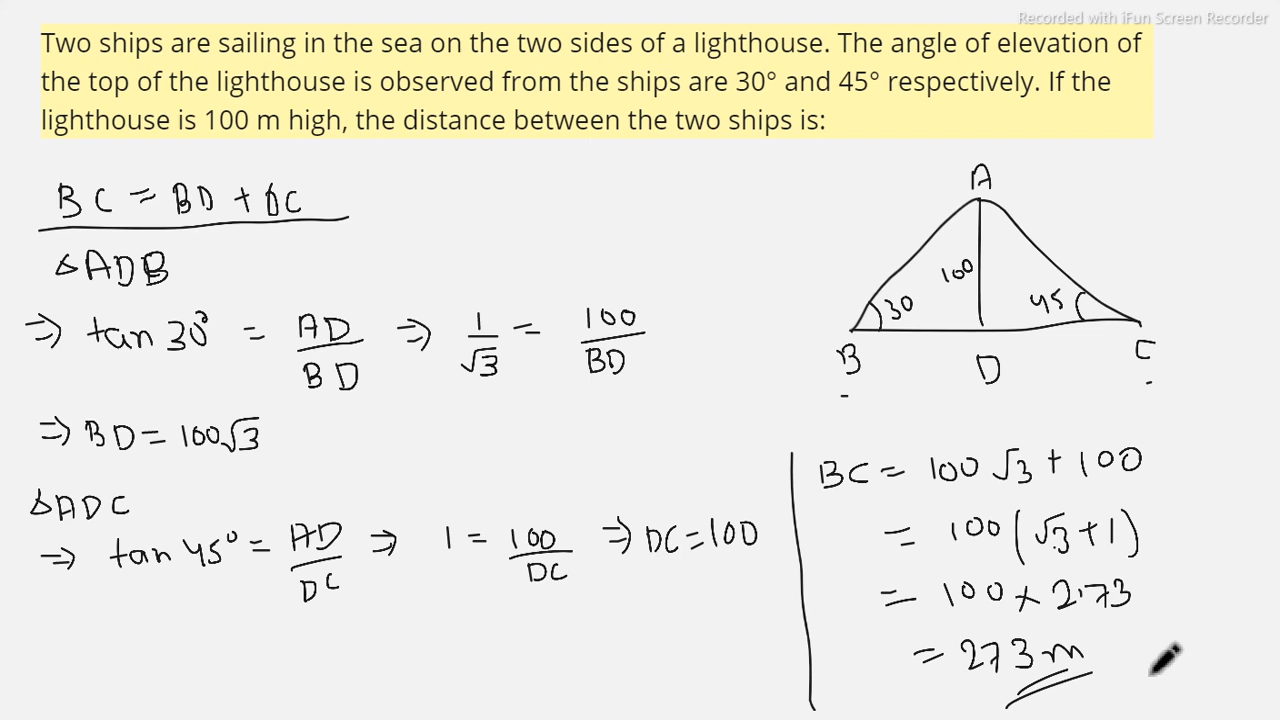 Recorded with iFun Screen Recorder
Two ships are sailing in the sea on the two sides of a lighthouse. The angle of elevation of
the top of the lighthouse is observed from the ships are 30° and 45° respectively. If the
lighthouse is 100 m high, the distance between the two ships is:
BC = BD + DC
△ADB
⇒ tan 30° = AD/BD ⇒ 1/√3 = 100/BD
⇒ BD = 100√3
△ADC
⇒ tan 45° = AD/DC ⇒ 1 = 100/DC ⇒ DC = 100
A
100
30
45
B
D
C
BC = 100√3 + 100
= 100(√3 + 1)
= 100 × 2.73
= 273 m